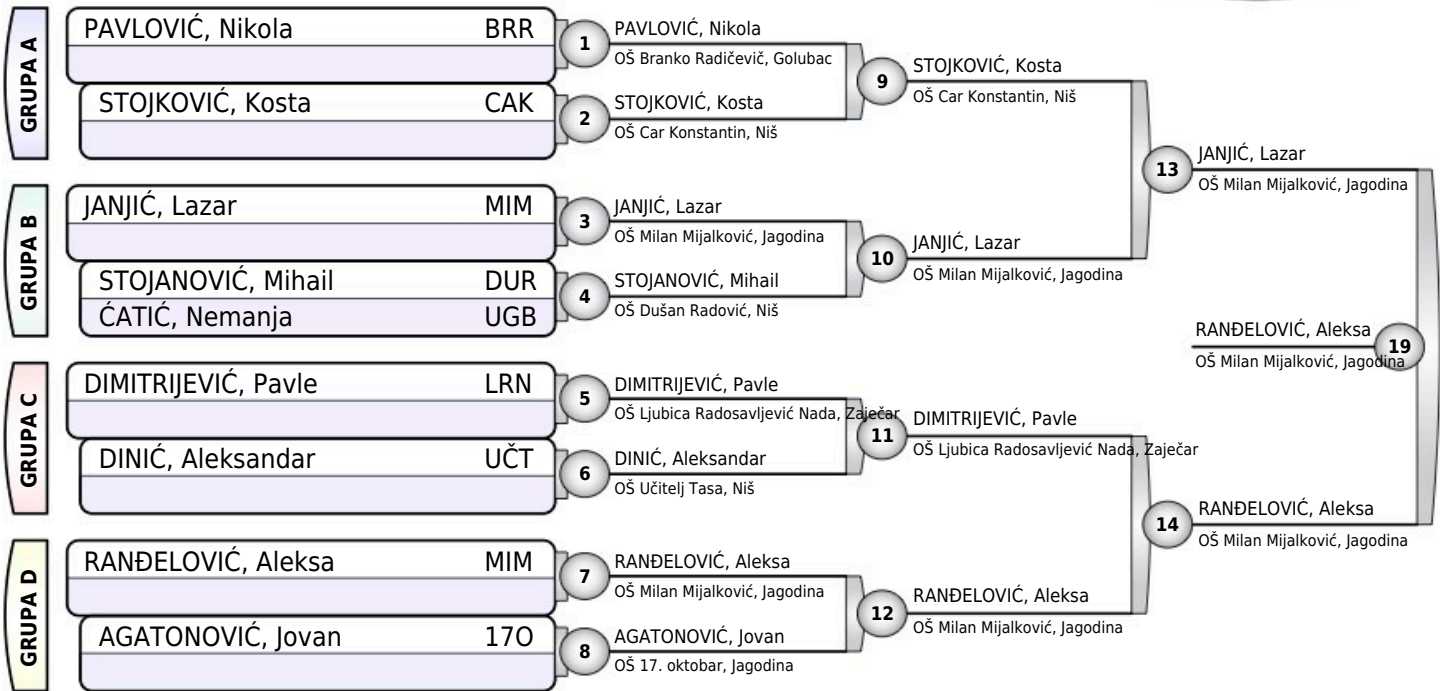 GRUPA A
PAVLOVIĆ, Nikola BRR
STOJKOVIĆ, Kosta CAK
GRUPA B
JANJIĆ, Lazar MIM
STOJANOVIĆ, Mihail DUR
ĆATIĆ, Nemanja UGB
GRUPA C
DIMITRIJEVIĆ, Pavle LRN
DINIĆ, Aleksandar UČT
GRUPA D
RANĐELOVIĆ, Aleksa MIM
AGATONOVIĆ, Jovan 17O
1
PAVLOVIĆ, Nikola
OŠ Branko Radičevič, Golubac
2
STOJKOVIĆ, Kosta
OŠ Car Konstantin, Niš
3
JANJIĆ, Lazar
OŠ Milan Mijalković, Jagodina
4
STOJANOVIĆ, Mihail
OŠ Dušan Radović, Niš
5
DIMITRIJEVIĆ, Pavle
OŠ Ljubica Radosavljević Nada, Zaječar
6
DINIĆ, Aleksandar
OŠ Učitelj Tasa, Niš
7
RANĐELOVIĆ, Aleksa
OŠ Milan Mijalković, Jagodina
8
AGATONOVIĆ, Jovan
OŠ 17. oktobar, Jagodina
9
STOJKOVIĆ, Kosta
OŠ Car Konstantin, Niš
10
JANJIĆ, Lazar
OŠ Milan Mijalković, Jagodina
11
DIMITRIJEVIĆ, Pavle
OŠ Ljubica Radosavljević Nada, Zaječar
12
RANĐELOVIĆ, Aleksa
OŠ Milan Mijalković, Jagodina
13
JANJIĆ, Lazar
OŠ Milan Mijalković, Jagodina
14
RANĐELOVIĆ, Aleksa
OŠ Milan Mijalković, Jagodina
RANĐELOVIĆ, Aleksa
19
OŠ Milan Mijalković, Jagodina